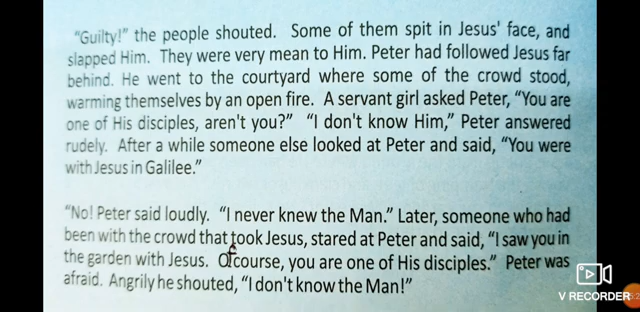 "Guilty!" the people shouted. Some of them spit in Jesus' face, and
slapped Him. They were very mean to Him. Peter had followed Jesus far
behind. He went to the courtyard where some of the crowd stood,
warming themselves by an open fire. A servant girl asked Peter, "You are
one of His disciples, aren't you?" "I don't know Him," Peter answered
rudely. After a while someone else looked at Peter and said, "You were
with Jesus in Galilee."
"No! Peter said loudly. "I never knew the Man." Later, someone who had
been with the crowd that took Jesus, stared at Peter and said, "I saw you in
the garden with Jesus. Of course, you are one of His disciples." Peter was
afraid. Angrily he shouted, "I don't know the Man!"
V RECORDER